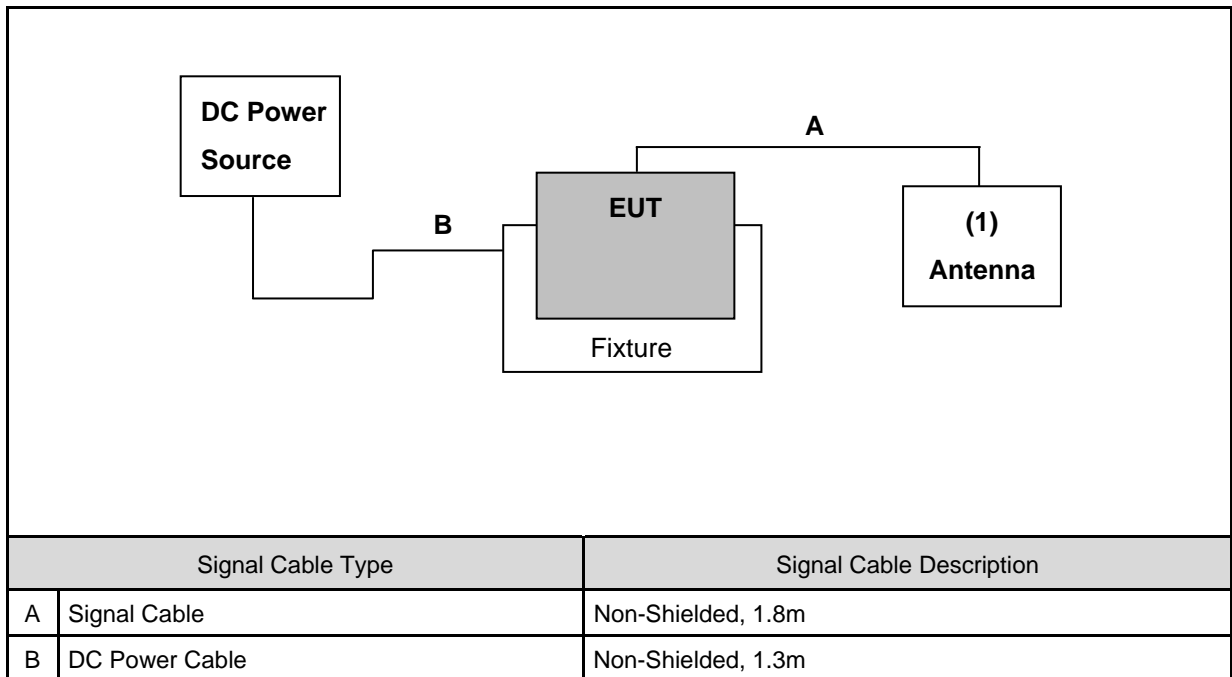 DC Power
Source
A
B
EUT
(1)
Antenna
Fixture
Signal Cable Type Signal Cable Description
A Signal Cable Non-Shielded, 1.8m
B DC Power Cable Non-Shielded, 1.3m